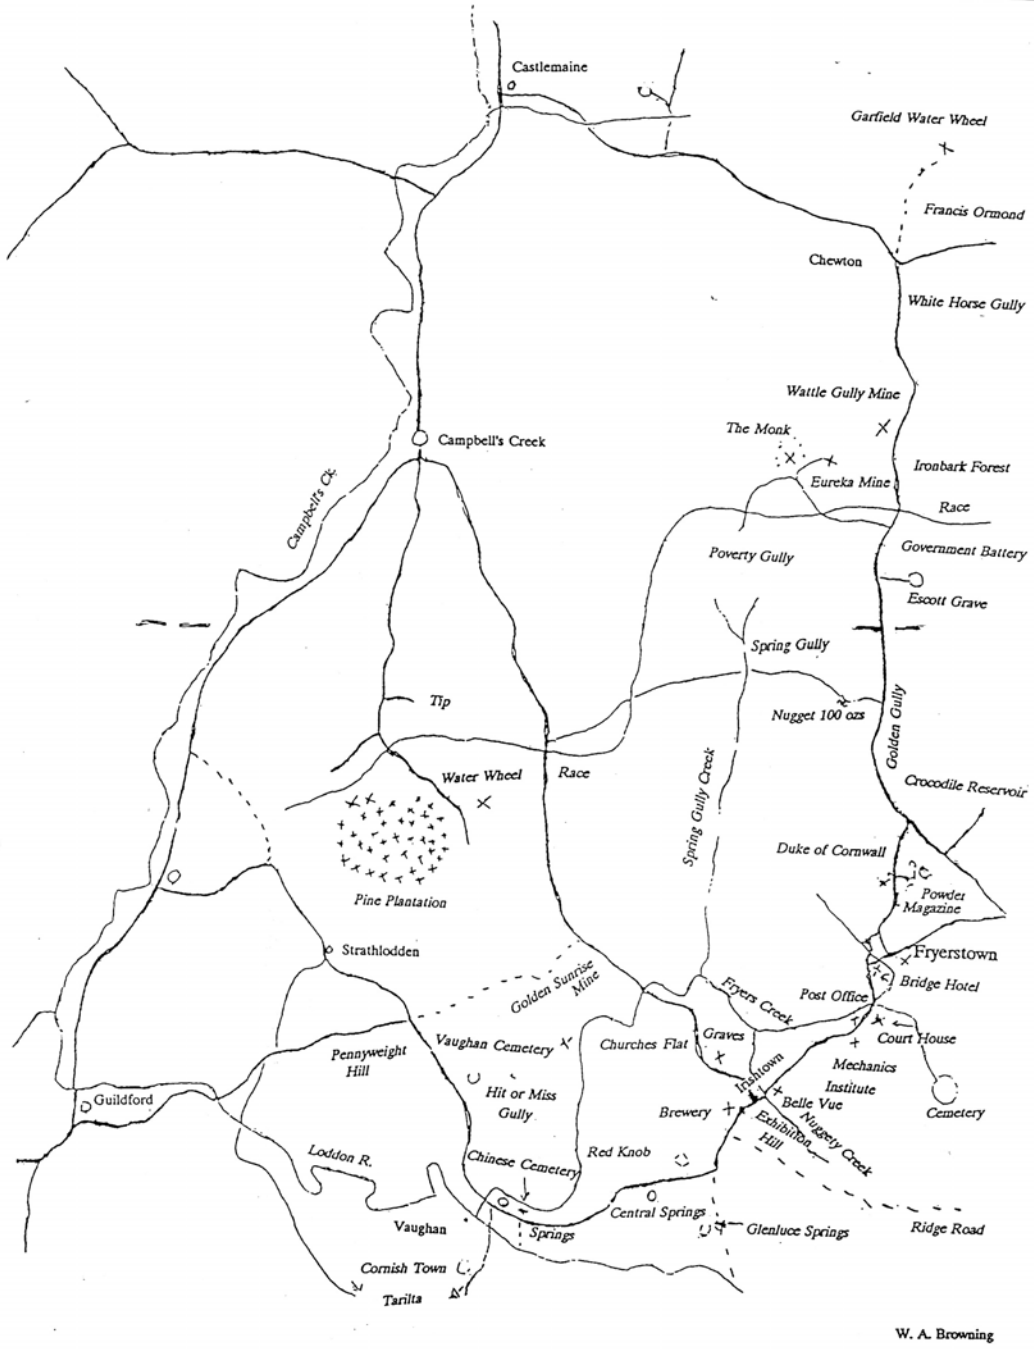 Castlemaine
Garfield Water Wheel
Francis Ormond
Chewton
White Horse Gully
Wattle Gully Mine
The Monk
Campbell's Creek
Ironbark Forest
Eureka Mine
Campbell's Ck.
Race
Poverty Gully
Government Battery
Escott Grave
Spring Gully
Tip
Nugget 100 ozs
Golden Gully
Water Wheel
Race
Crocodile Reservoir
Spring Gully Creek
Duke of Cornwall
Pine Plantation
Powder
Magazine
Strathlodden
Fryerstown
Golden Sunrise
Mine
Bridge Hotel
Fryers Creek
Post Office
Vaughan Cemetery
Churches Flat
Graves
Court House
Pennyweight
Hill
Mechanics
Institute
Irishtown
Hit or Miss
Gully
Guildford
Brewery
Belle Vue
Cemetery
Exhibition
Hill
Nuggety Creek
Loddon R.
Chinese Cemetery
Red Knob
Central Springs
Vaughan
Springs
Glenluce Springs
Ridge Road
Cornish Town
Tarilta
W. A. Browning